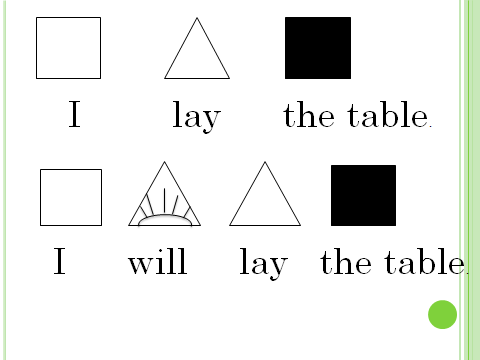 I lay the table.
I will lay the table.